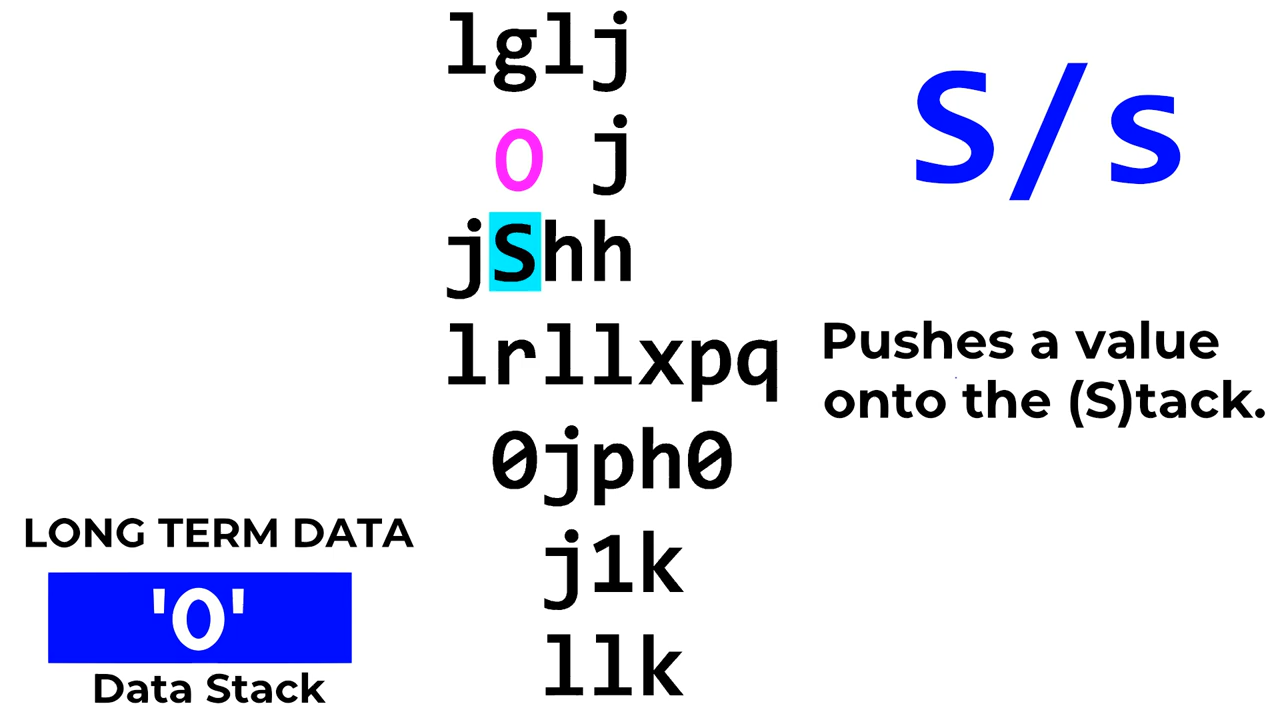 lglj
O j
jShh
lrllxpq
0jph0
j1k
llk
S/s
Pushes a value
onto the (S)tack.
LONG TERM DATA
'O'
Data Stack